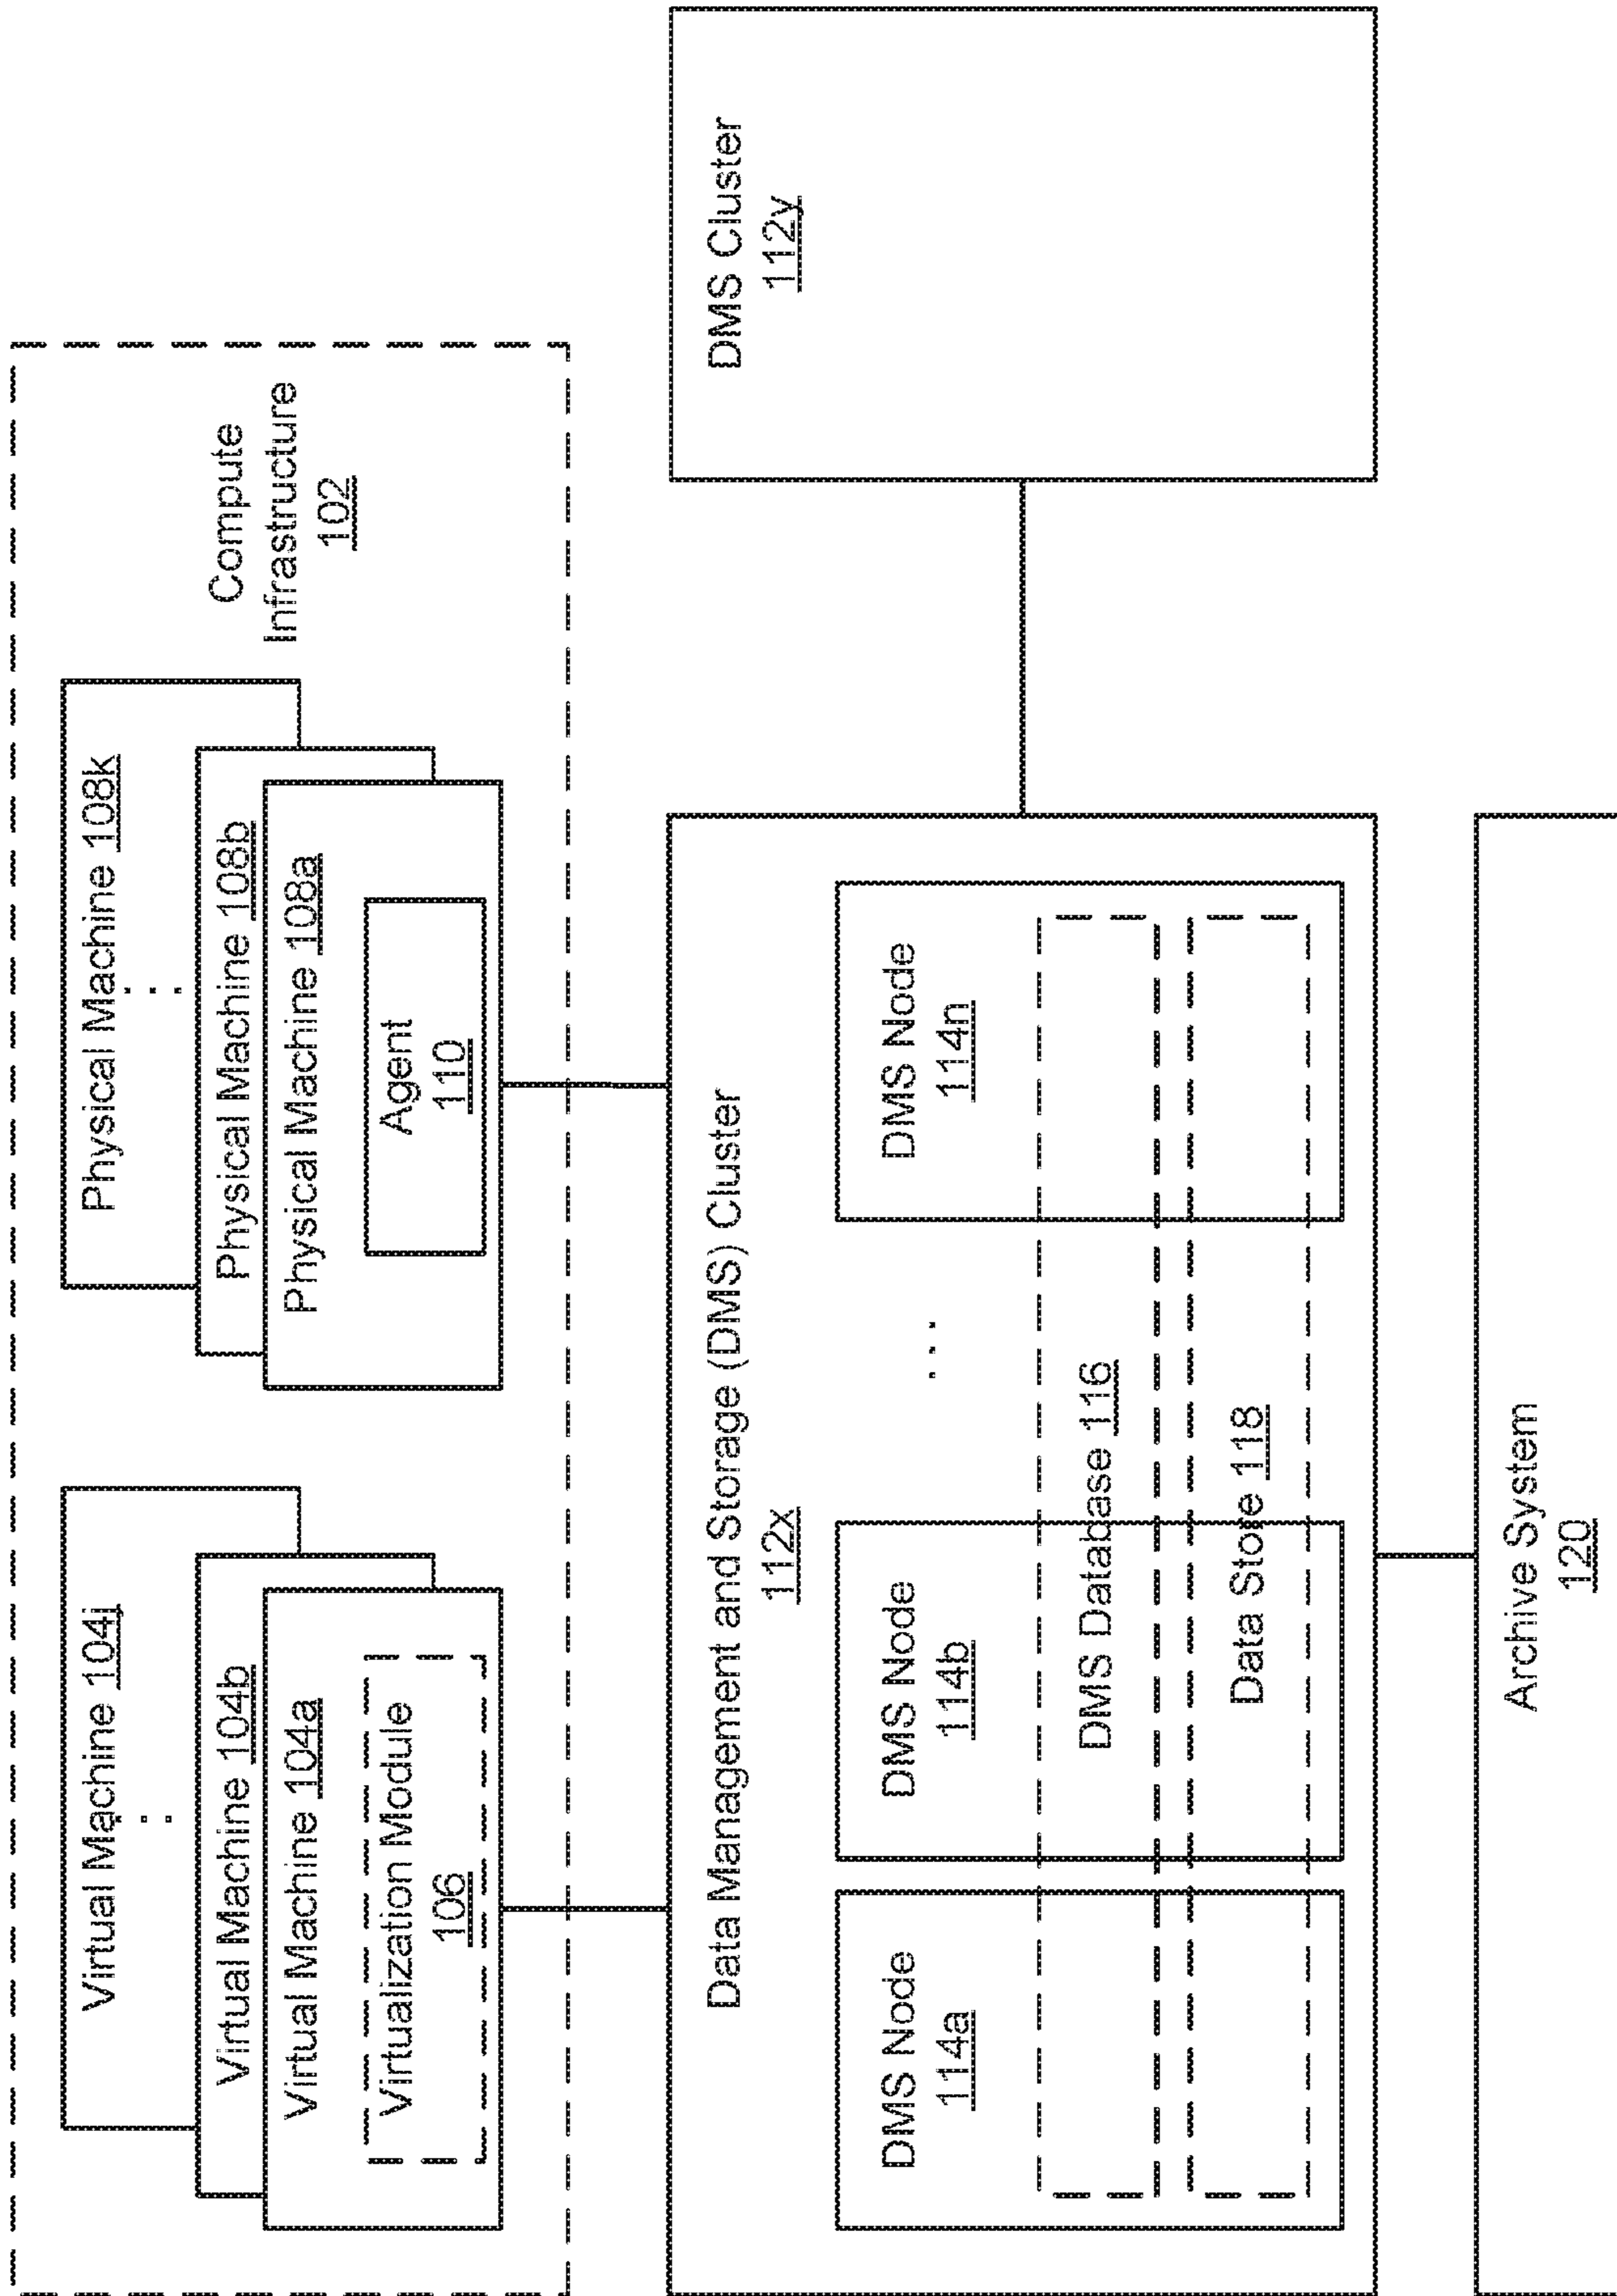 Compute
Infrastructure
102
Virtual Machine 104j
...
Virtual Machine 104b
Virtual Machine 104a
Virtualization Module
106
Physical Machine 108k
...
Physical Machine 108b
Physical Machine 108a
Agent
110
Data Management and Storage (DMS) Cluster
112x
DMS Node
114a
DMS Node
114b
...
DMS Node
114n
DMS Database 116
Data Store 118
DMS Cluster
112y
Archive System
120